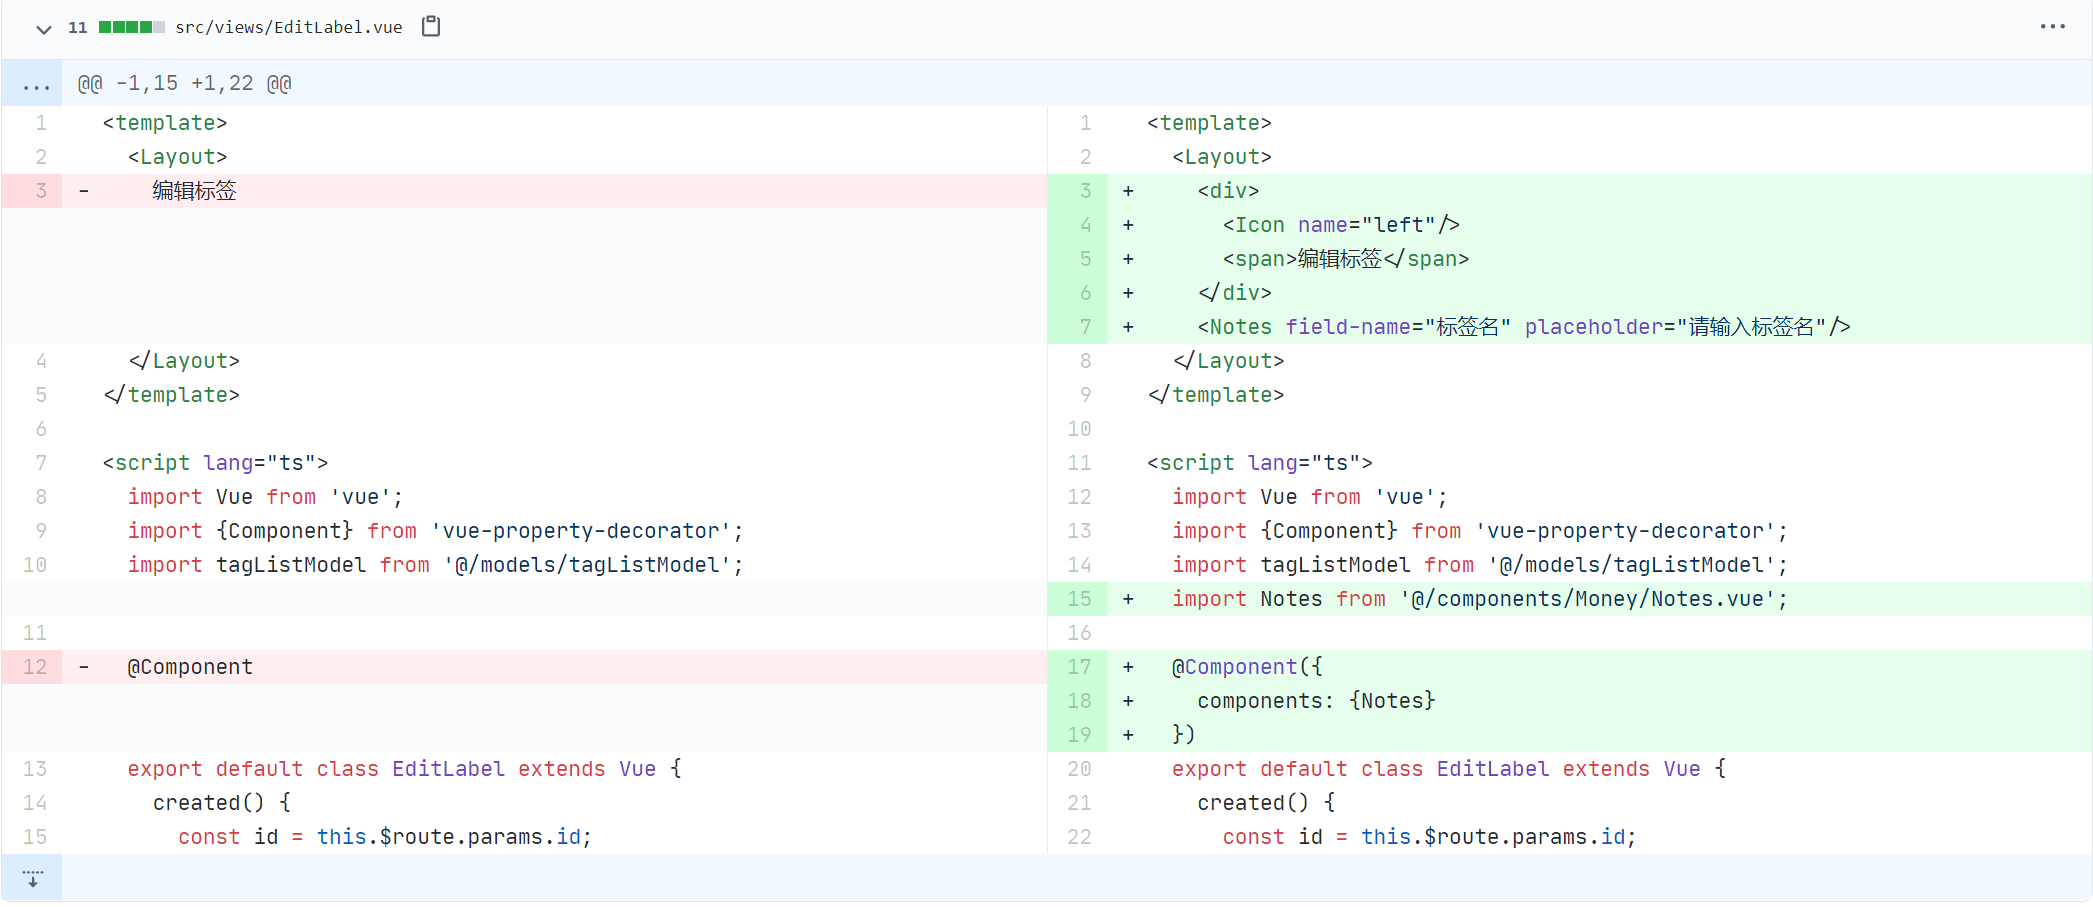 11 src/views/EditLabel.vue
... @@ -1,15 +1,22 @@
1 <template>
2 <Layout>
3 - 编辑标签
4 </Layout>
5 </template>
6
7 <script lang="ts">
8 import Vue from 'vue';
9 import {Component} from 'vue-property-decorator';
10 import tagListModel from '@/models/tagListModel';
11
12 - @Component
13 export default class EditLabel extends Vue {
14 created() {
15 const id = this.$route.params.id;
1 <template>
2 <Layout>
3 + <div>
4 + <Icon name="left"/>
5 + <span>编辑标签</span>
6 + </div>
7 + <Notes field-name="标签名" placeholder="请输入标签名"/>
8 </Layout>
9 </template>
10
11 <script lang="ts">
12 import Vue from 'vue';
13 import {Component} from 'vue-property-decorator';
14 import tagListModel from '@/models/tagListModel';
15 + import Notes from '@/components/Money/Notes.vue';
16
17 + @Component({
18 + components: {Notes}
19 + })
20 export default class EditLabel extends Vue {
21 created() {
22 const id = this.$route.params.id;